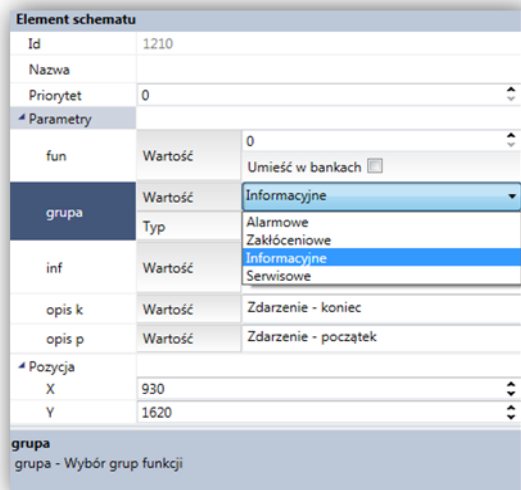 Element schematu
Id 1210
Nazwa
Priorytet 0
Parametry
fun Wartość 0
Umieść w bankach
grupa Wartość Informacyjne
Typ
Alarmowe
Zakłóceniowe
Informacyjne
Serwisowe
inf Wartość
opis k Wartość Zdarzenie - koniec
opis p Wartość Zdarzenie - początek
Pozycja
X 930
Y 1620
grupa
grupa - Wybór grup funkcji